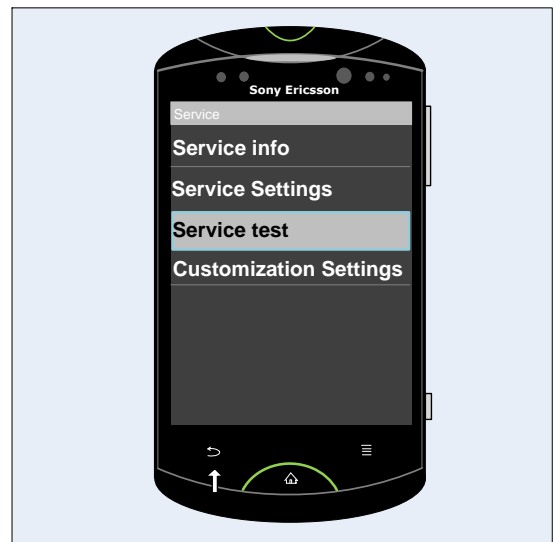 Sony Ericsson
Service
Service info
Service Settings
Service test
Customization Settings